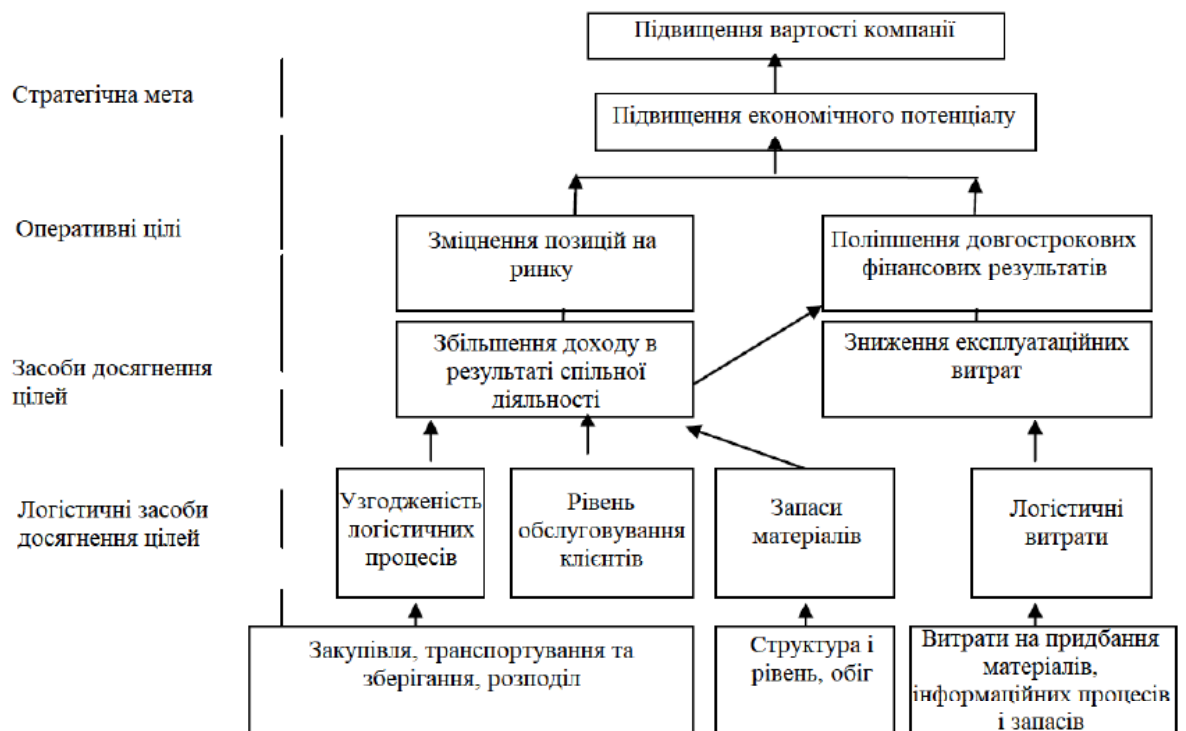 Підвищення вартості компанії
Стратегічна мета
Підвищення економічного потенціалу
Оперативні цілі
Зміцнення позицій на
ринку
Поліпшення довгострокових
фінансових результатів
Засоби досягнення
цілей
Збільшення доходу в
результаті спільної
діяльності
Зниження експлуатаційних
витрат
Логістичні засоби
досягнення цілей
Узгодженість
логістичних
процесів
Рівень
обслуговування
клієнтів
Запаси
матеріалів
Логістичні
витрати
Закупівля, транспортування та
зберігання, розподіл
Структура і
рівень, обіг
Витрати на придбання
матеріалів,
інформаційних процесів
і запасів